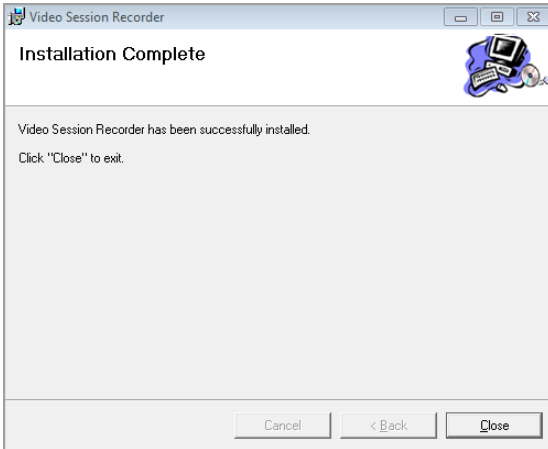 Video Session Recorder
Installation Complete
Video Session Recorder has been successfully installed.
Click "Close" to exit.
Cancel
< Back
Close